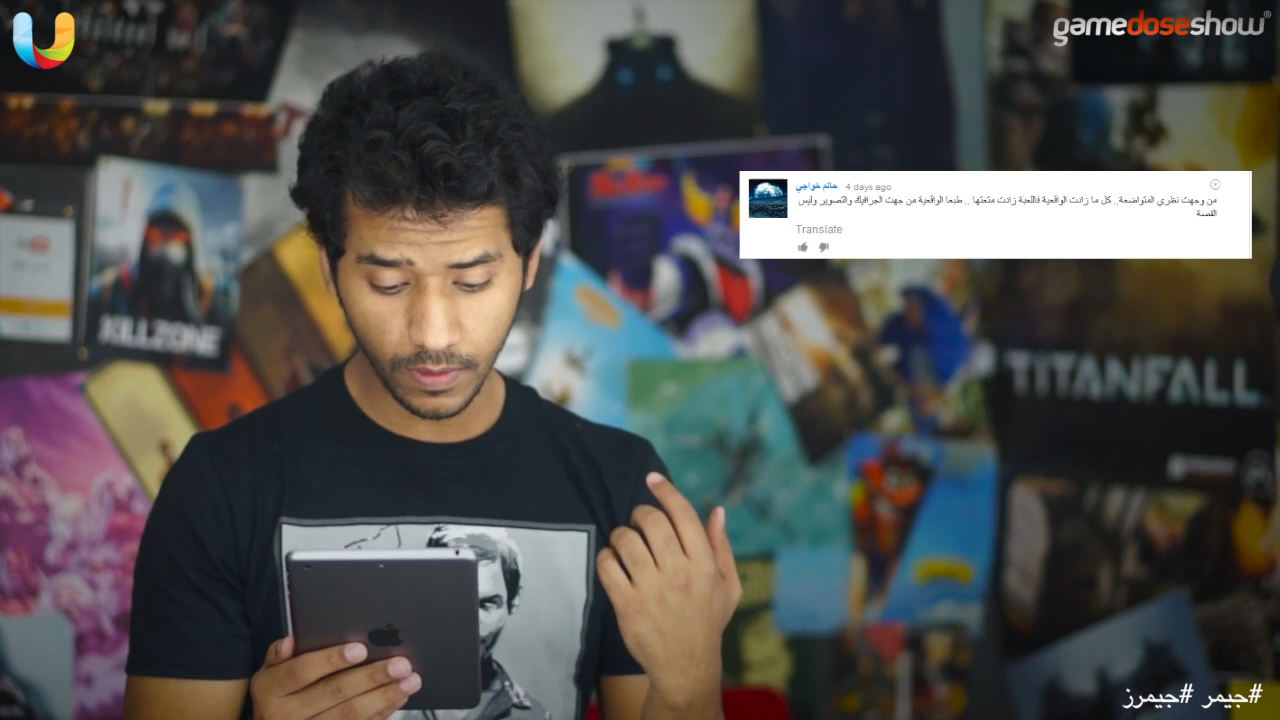 gamedoseshow®
حاتم خواجي 4 days ago
من وجهت نظري المتواضعة.. كل ما زادت الواقعية فاللعبة زادت متعتها .. طبعا الواقعية من جهت الجرافيك والتصوير وليس
القصة
Translate
KILLZONE
TITANFALL
#جيمر #جيمرز